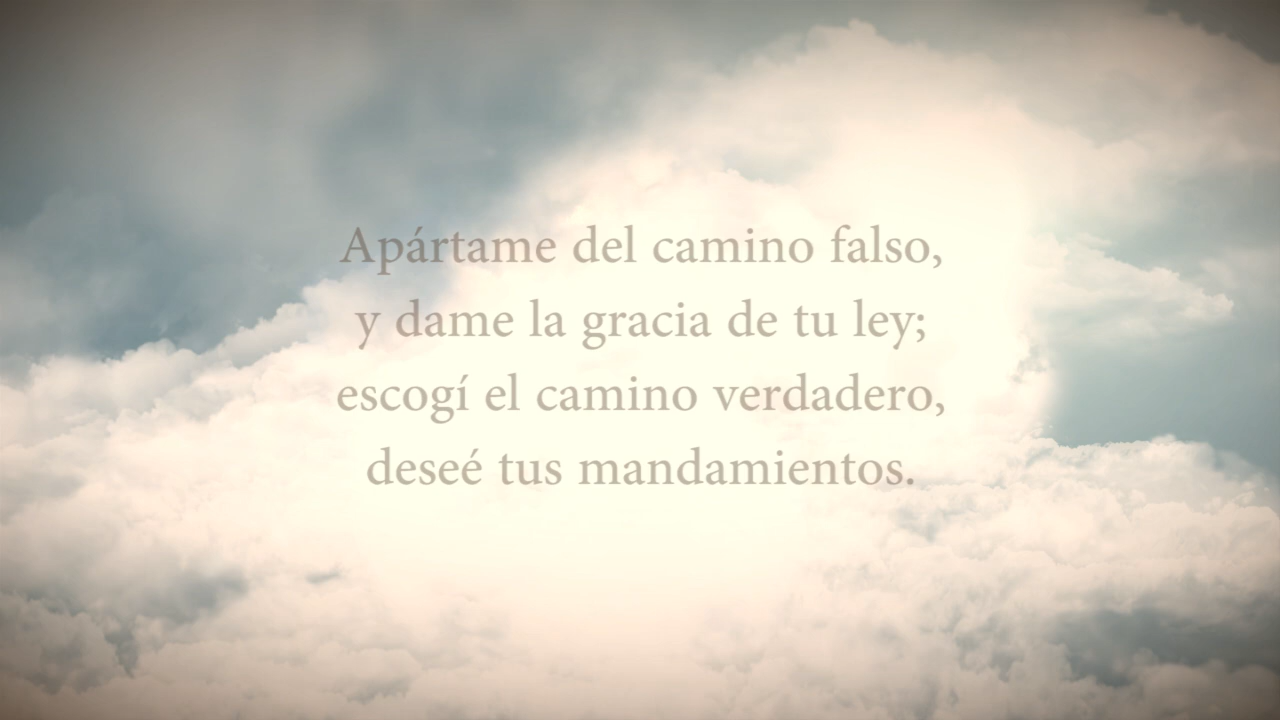 Apártame del camino falso,
y dame la gracia de tu ley;
escogí el camino verdadero,
deseé tus mandamientos.